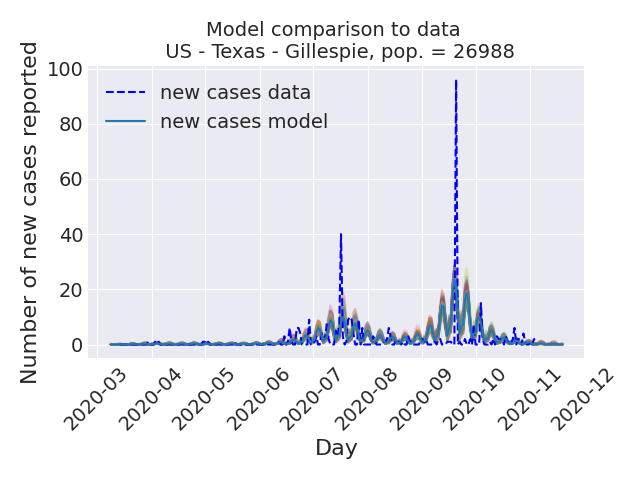 Model comparison to data
US - Texas - Gillespie, pop. = 26988
Number of new cases reported
100
80
60
40
20
0
new cases data
new cases model
2020-03
2020-04
2020-05
2020-06
2020-07
2020-08
2020-09
2020-10
2020-11
2020-12
Day